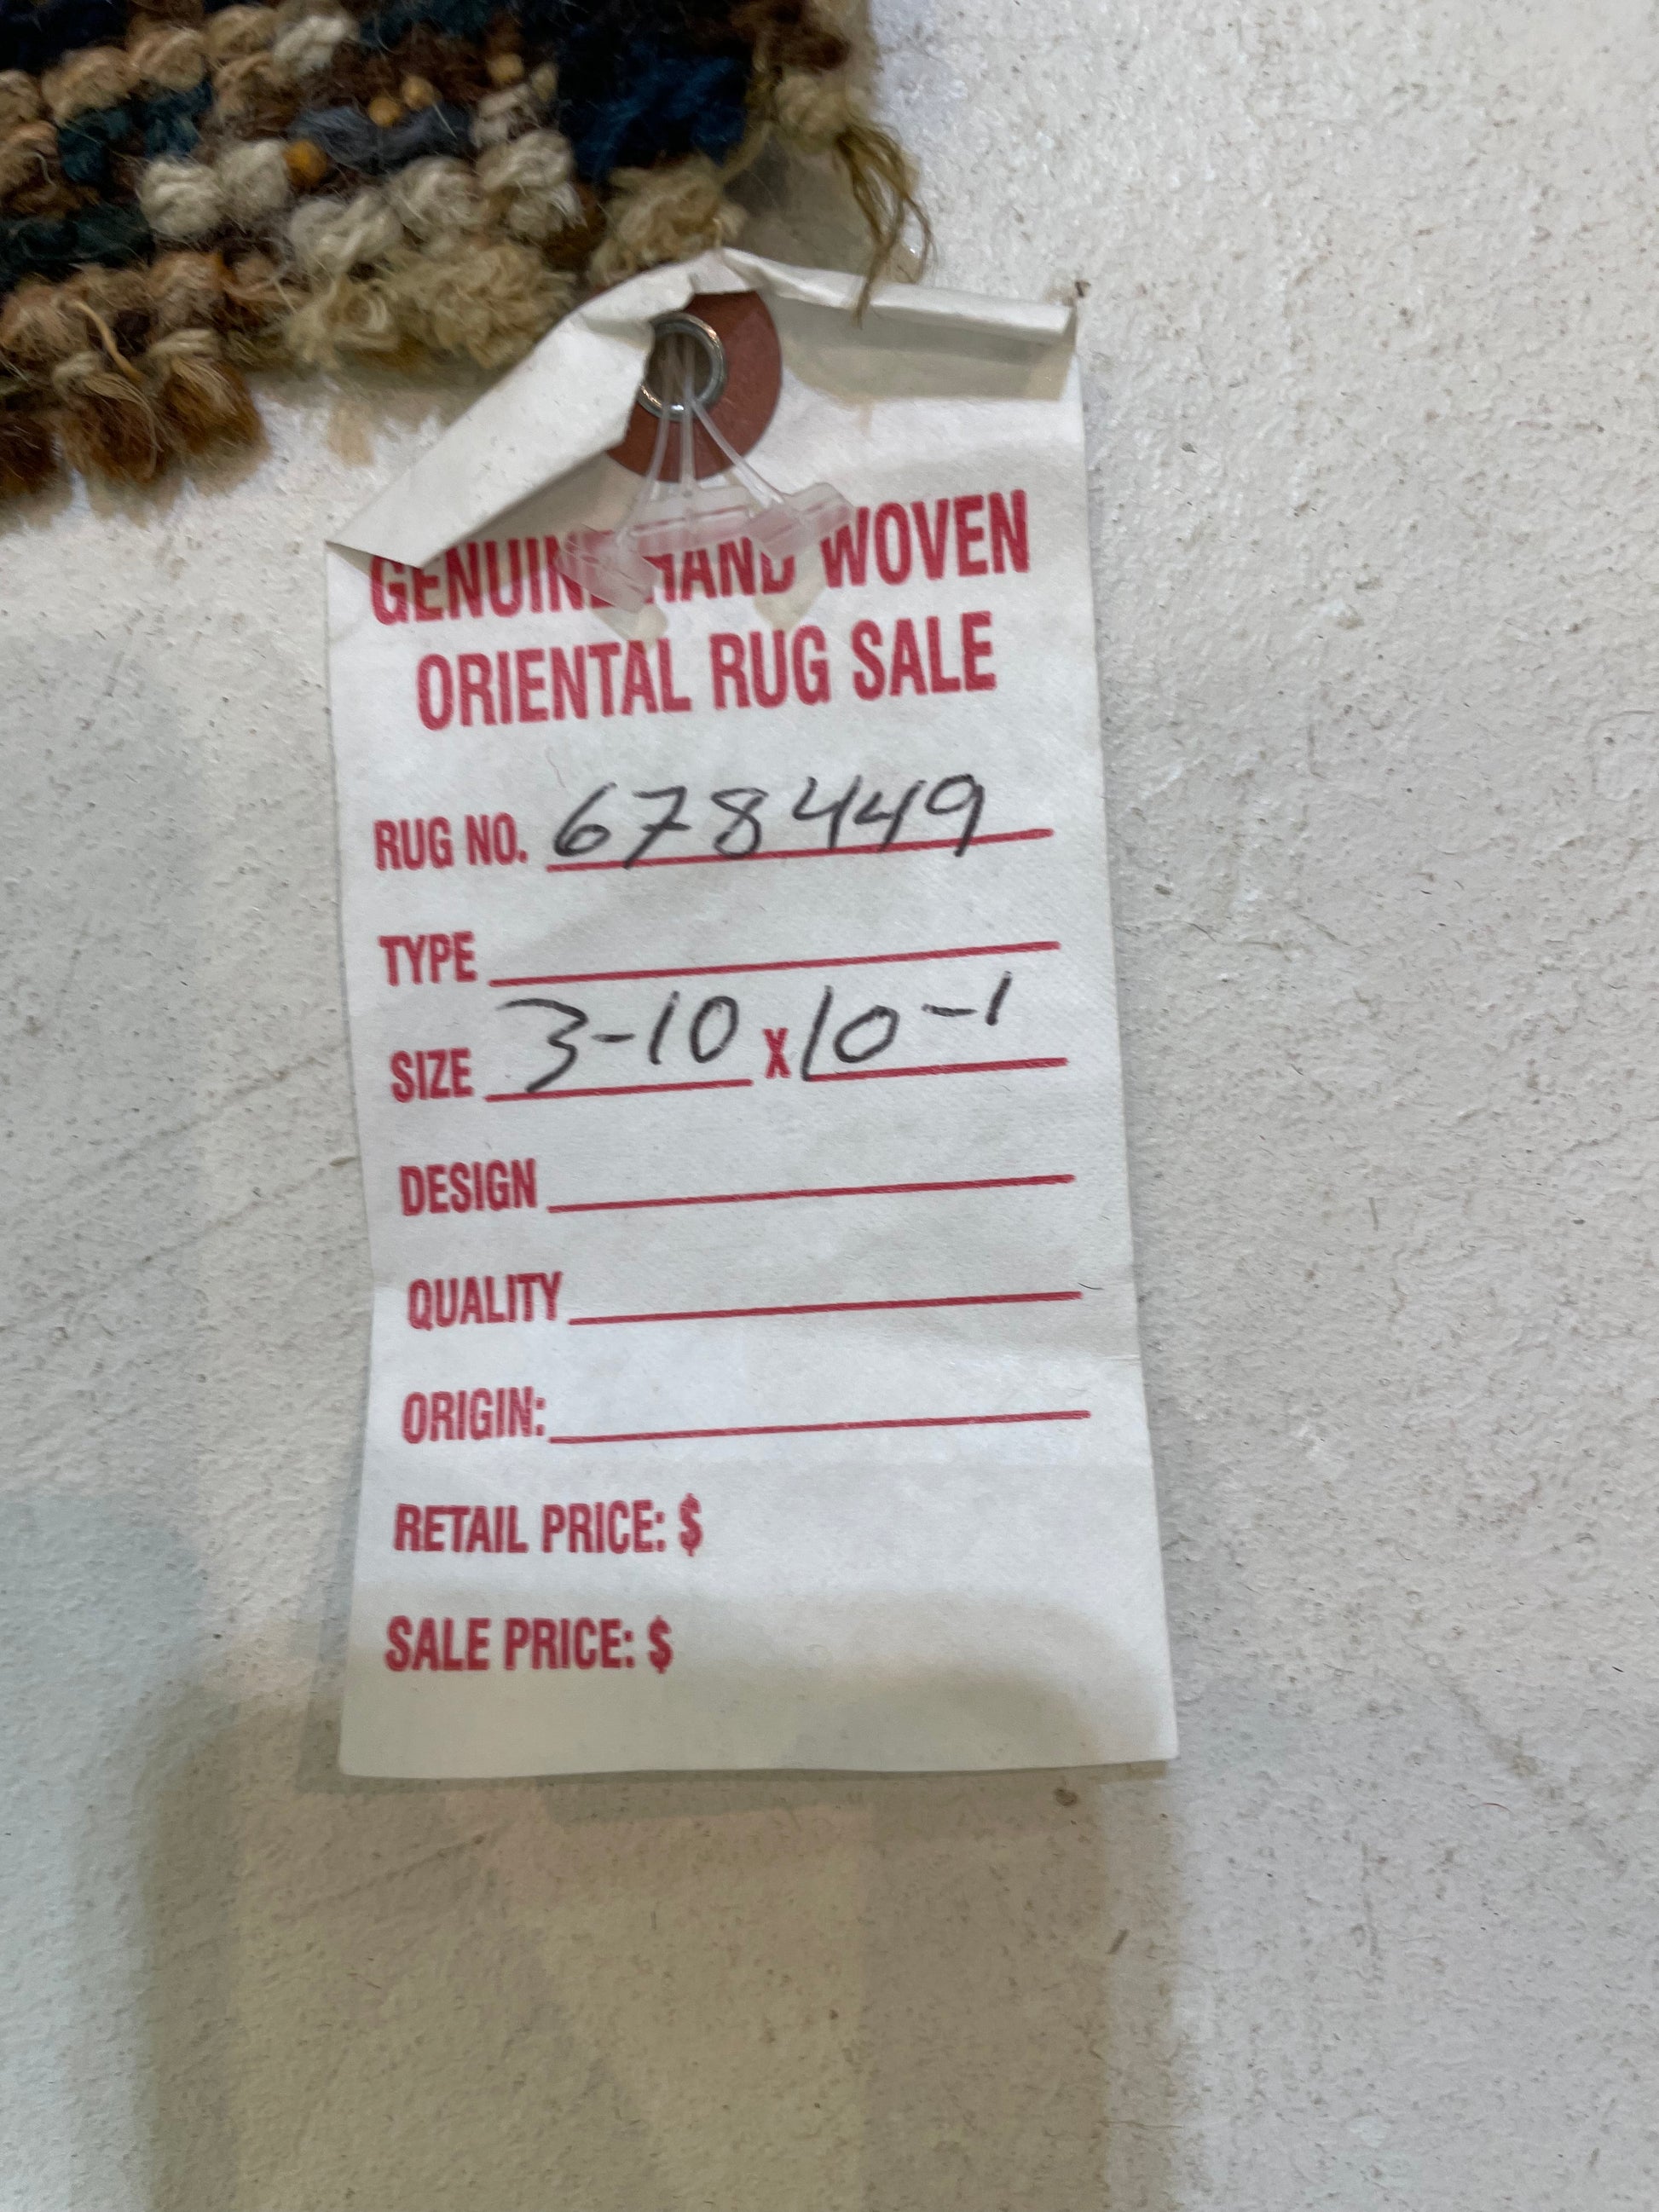 GENUINE HAND WOVEN
ORIENTAL RUG SALE
RUG NO. 678449
TYPE
SIZE 3-10 X 10-1
DESIGN
QUALITY
ORIGIN:
RETAIL PRICE: $
SALE PRICE: $